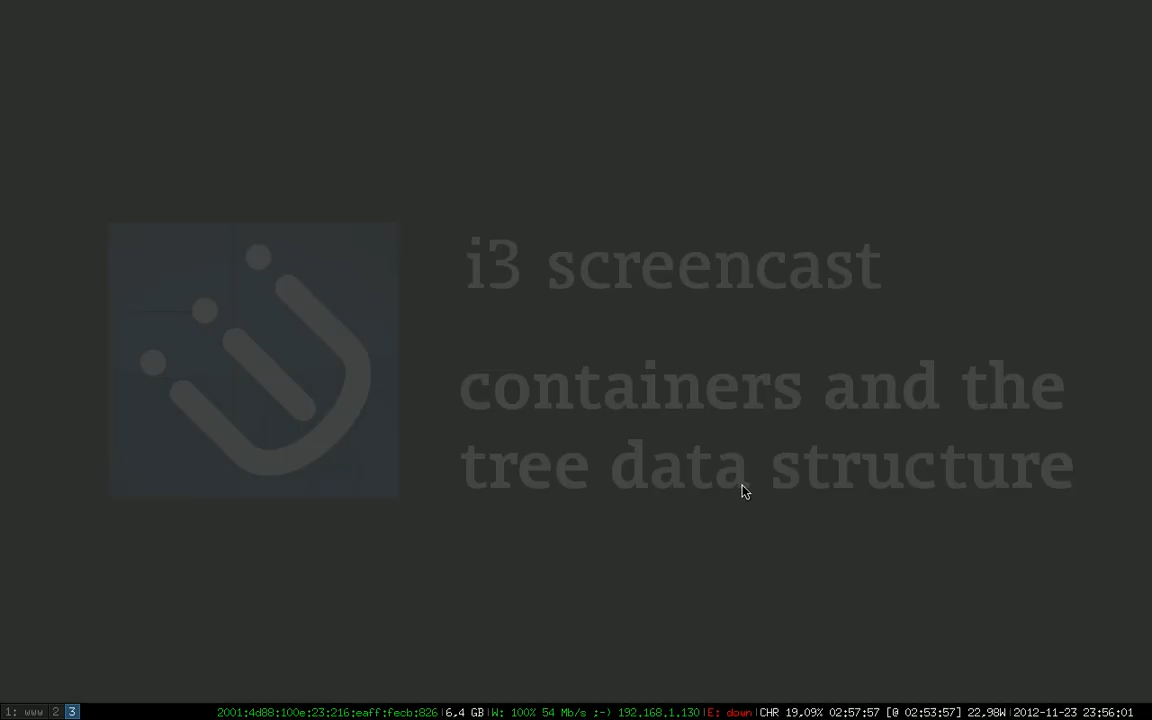 i3 screencast
containers and the
tree data structure
1: www 2 3 2001:4d88:100e:23:216:eaff:fecb:826|6,4 GB|W: 100% 54 Mb/s ;-) 192.168.1.130|E: down|CHR 19,09% 02:57:57 [@ 02:53:57] 22,98W|2012-11-23 23:56:01